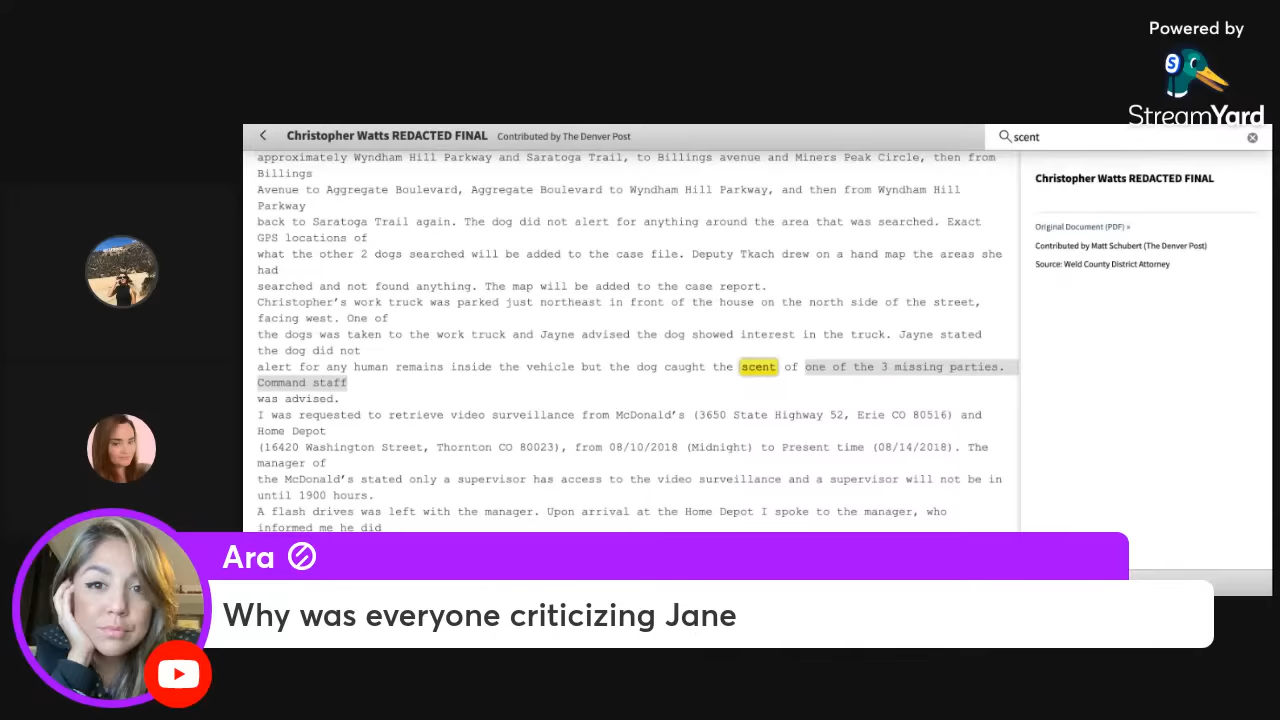 Powered by
StreamYard
Christopher Watts REDACTED FINAL Contributed by The Denver Post
scent
approximately Wyndham Hill Parkway and Saratoga Trail, to Billings avenue and Miners Peak Circle, then from
Billings
Avenue to Aggregate Boulevard, Aggregate Boulevard to Wyndham Hill Parkway, and then from Wyndham Hill
Parkway
back to Saratoga Trail again. The dog did not alert for anything around the area that was searched. Exact
GPS locations of
what the other 2 dogs searched will be added to the case file. Deputy Tkach drew on a hand map the areas she
had
searched and not found anything. The map will be added to the case report.
Christopher's work truck was parked just northeast in front of the house on the north side of the street,
facing west. One of
the dogs was taken to the work truck and Jayne advised the dog showed interest in the truck. Jayne stated
the dog did not
alert for any human remains inside the vehicle but the dog caught the scent of one of the 3 missing parties.
Command staff
was advised.
I was requested to retrieve video surveillance from McDonald's (3650 State Highway 52, Erie CO 80516) and
Home Depot
(16420 Washington Street, Thornton CO 80023), from 08/10/2018 (Midnight) to Present time (08/14/2018). The
manager of
the McDonald's stated only a supervisor has access to the video surveillance and a supervisor will not be in
until 1900 hours.
A flash drives was left with the manager. Upon arrival at the Home Depot I spoke to the manager, who
informed me he did
Christopher Watts REDACTED FINAL
Original Document (PDF) »
Contributed by Matt Schubert (The Denver Post)
Source: Weld County District Attorney
Ara
Why was everyone criticizing Jane